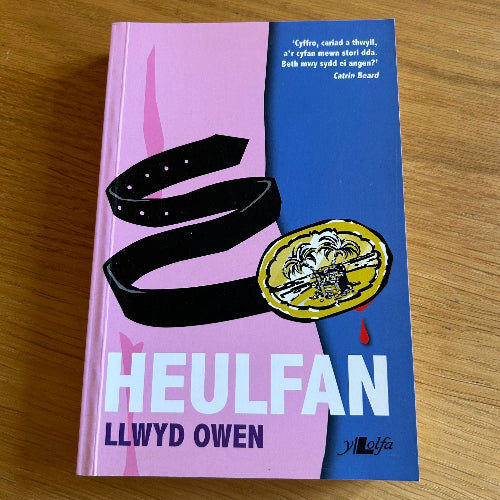 'Cyffro, cariad a thwyll,
a'r cyfan mewn stori dda.
Beth mwy sydd ei angen?'
Catrin Beard
HEULFAN
LLWYD OWEN
y Lolfa